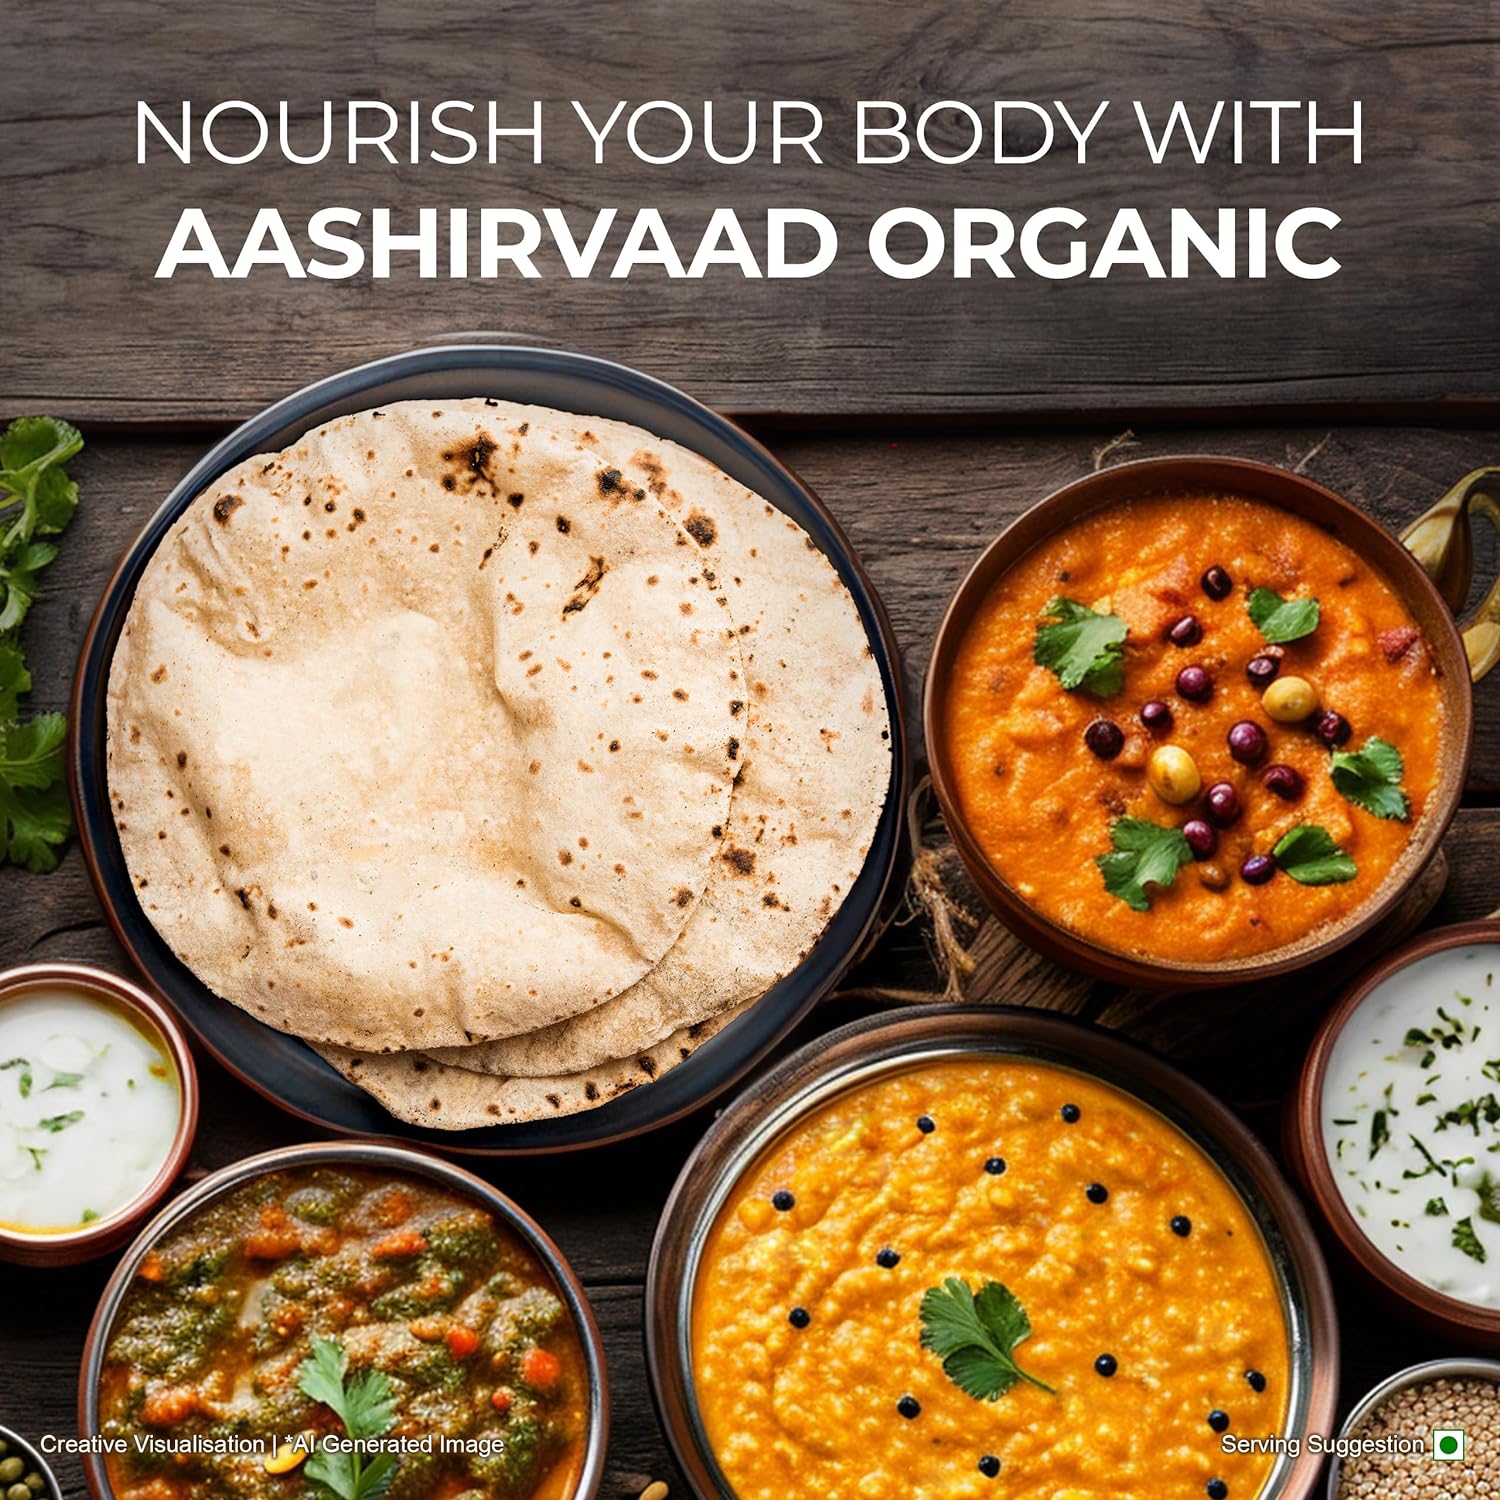 NOURISH YOUR BODY WITH
AASHIRVAAD ORGANIC
Creative Visualisation | *AI Generated Image
Serving Suggestion